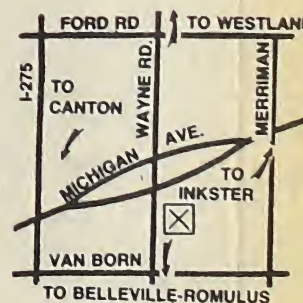 FORD RD
TO WESTLAND
I-275
TO
CANTON
WAYNE RD.
MERRIMAN
MICHIGAN AVE.
TO
INKSTER
VAN BORN
TO BELLEVILLE-ROMULUS